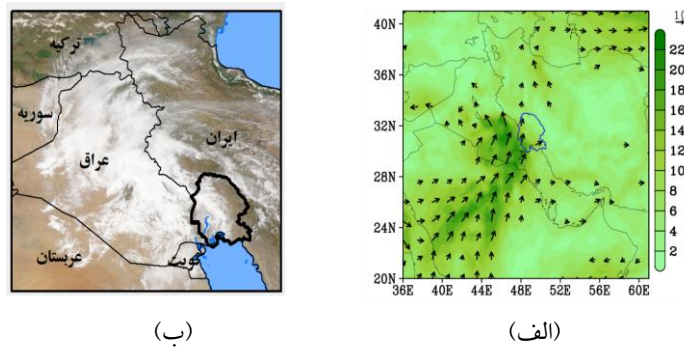 ترکیه
سوریه
عراق
ایران
عربستان
کویت
(ب)
10
40N
36N
32N
28N
24N
20N
36E
40E
44E
48E
52E
56E
60E
22
20
18
16
14
12
10
8
6
4
2
(الف)